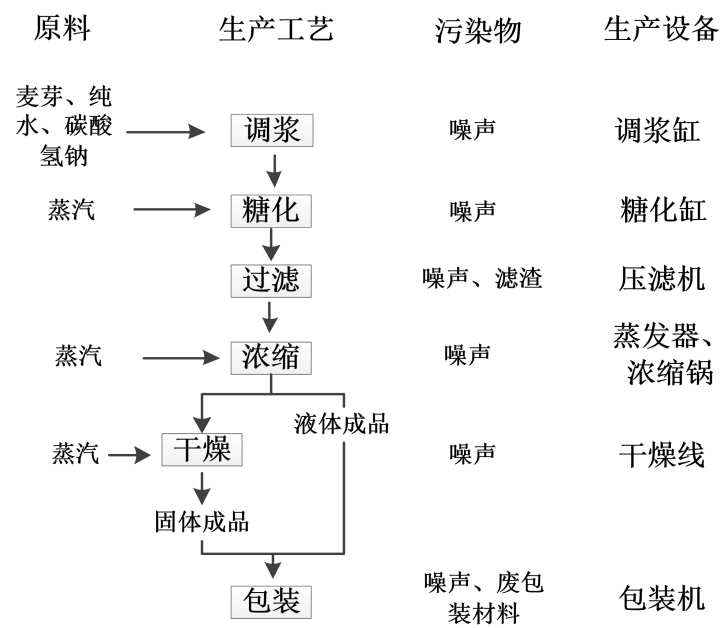 原料 生产工艺 污染物 生产设备
麦芽、纯
水、碳酸
氢钠
调浆 噪声 调浆缸
蒸汽 糖化 噪声 糖化缸
过滤 噪声、滤渣 压滤机
蒸汽 浓缩 噪声
蒸发器、
浓缩锅
液体成品
蒸汽 干燥 噪声 干燥线
固体成品
包装
噪声、废包
装材料
包装机